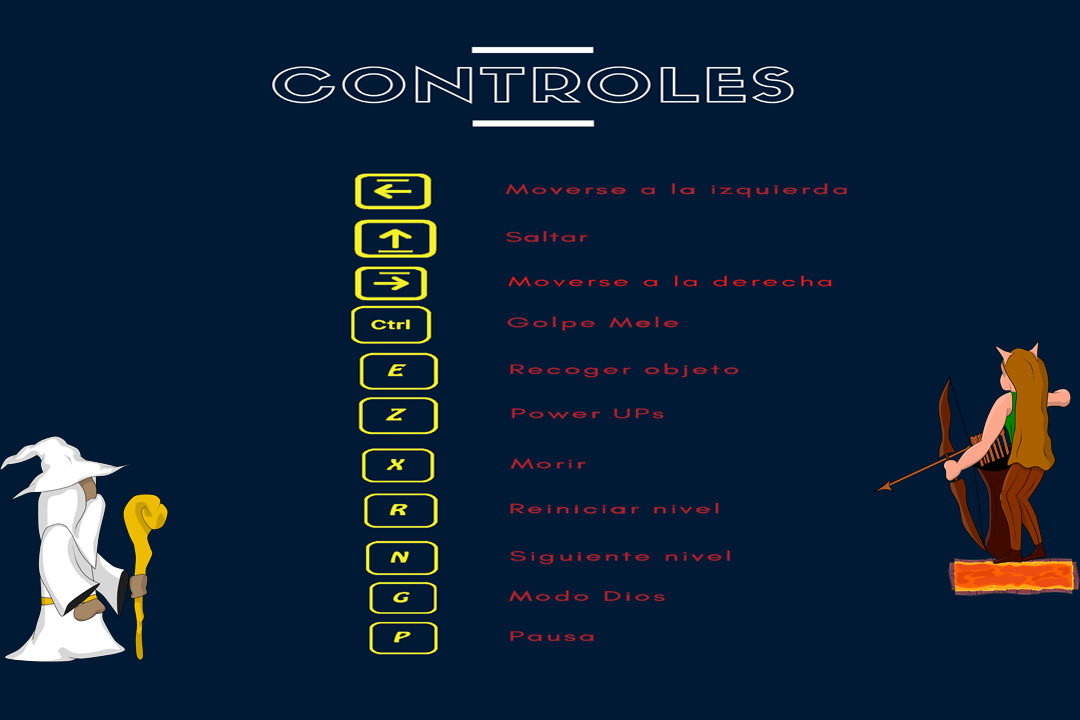 CONTROLES
← Moverse a la izquierda
↑ Saltar
→ Moverse a la derecha
Ctrl Golpe Mele
E Recoger objeto
Z Power UPs
X Morir
R Reiniciar nivel
N Siguiente nivel
G Modo Dios
P Pausa